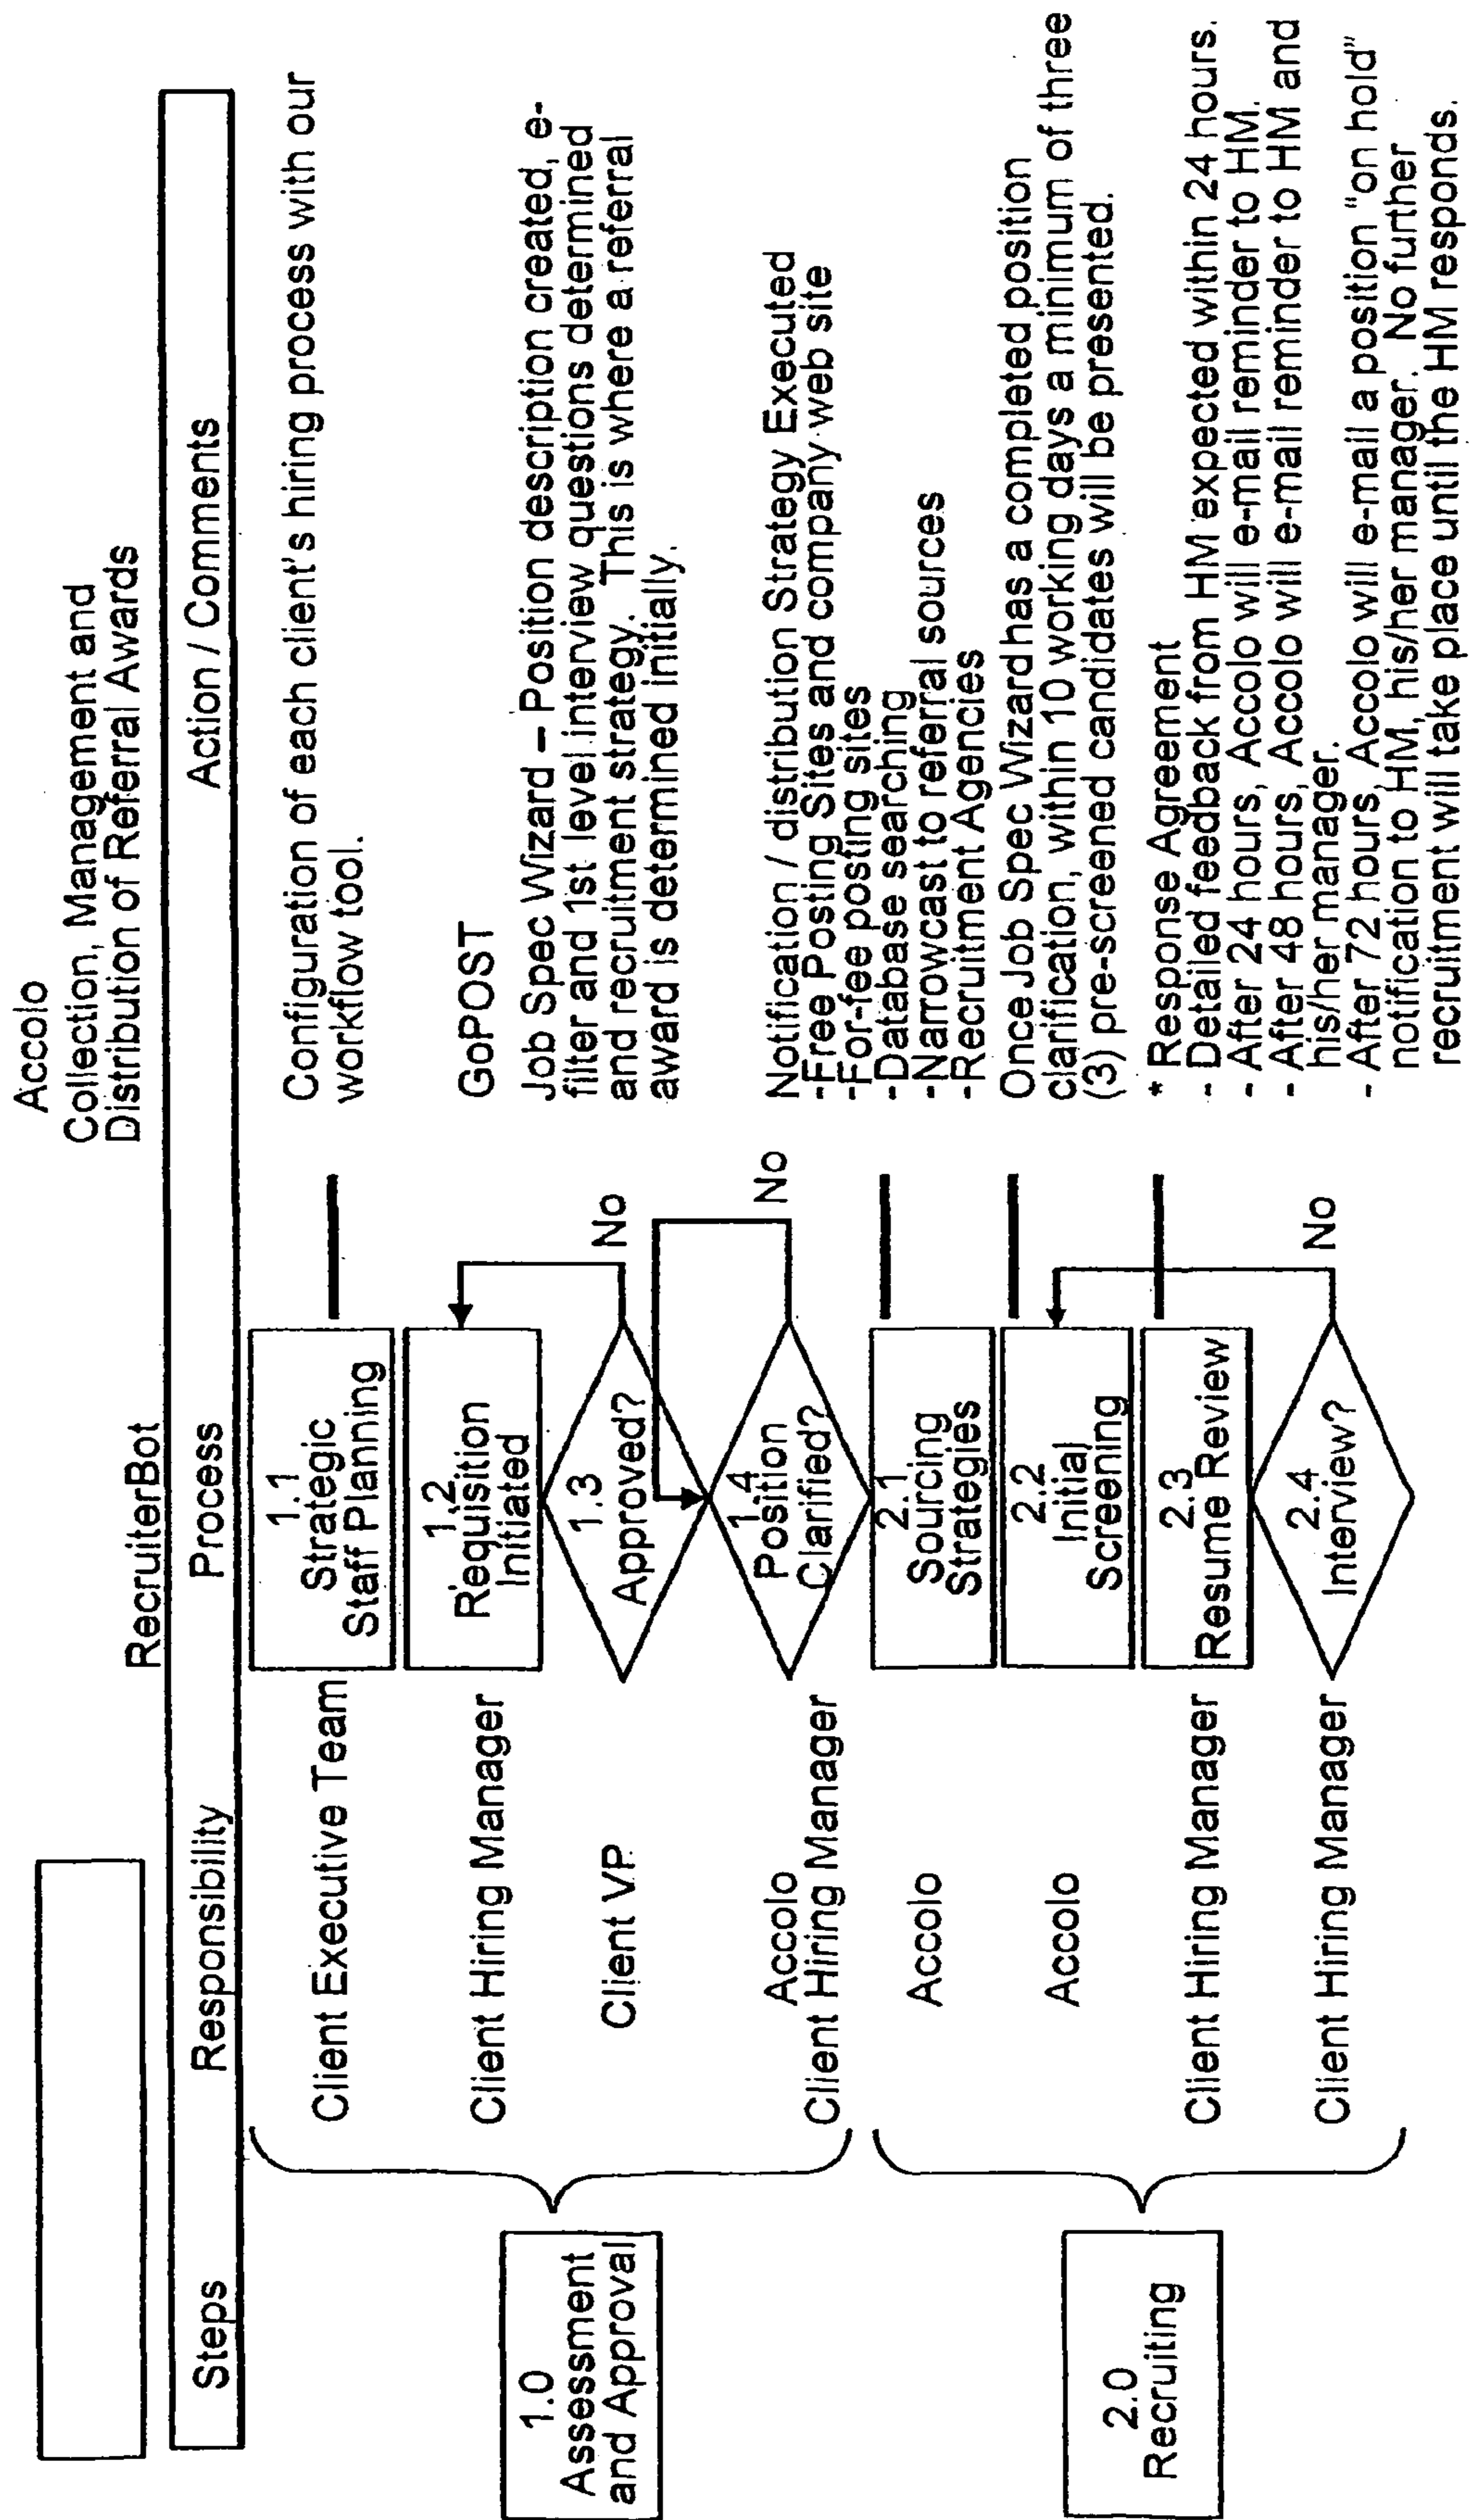 Accolo
Collection, Management and
Distribution of Referral Awards
RecruiterBot
Steps
Responsibility
Process
Action / Comments
1.0
Assessment
and Approval
Client Executive Team
1.1
Strategic
Staff Planning
Configuration of each client's hiring process with our
workflow tool.
Client Hiring Manager
1.2
Requisition
Initiated
GoPOST
Client VP
1.3
Approved?
No
Job Spec Wizard – Position description created, e-
filter and 1st level interview questions determined
and recruitment strategy. This is where a referral
award is determined initially.
Accolo
Client Hiring Manager
1.4
Position
Clarified?
No
2.0
Recruiting
Accolo
2.1
Sourcing
Strategies
Notification / distribution Strategy Executed
-Free Posting Sites and company web site
-For-fee posting sites
-Database searching
- Narrowcast to referral sources
-Recruitment Agencies
Accolo
2.2
Initial
Screening
Once Job Spec Wizard has a completed position
clarification, within 10 working days a minimum of three
(3) pre-screened candidates will be presented.
Client Hiring Manager
2.3
Resume Review
* Response Agreement
- Detailed feedback from HM expected within 24 hours.
- After 24 hours, Accolo will e-mail reminder to HM.
- After 48 hours, Accolo will e-mail reminder to HM and
his/her manager.
- After 72 hours, Accolo will e-mail a position "on hold"
notification to HM, his/her manager. No further
recruitment will take place until the HM responds.
Client Hiring Manager
2.4
Interview?
No